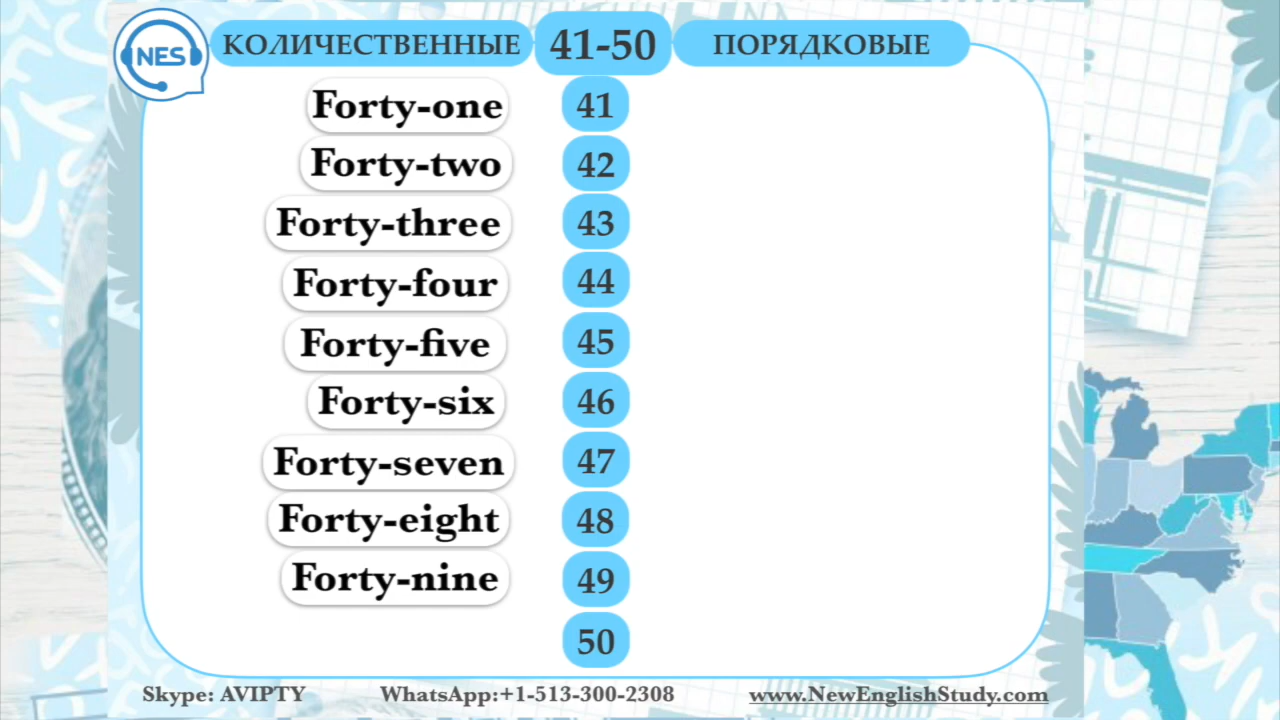 NES
КОЛИЧЕСТВЕННЫЕ 41-50 ПОРЯДКОВЫЕ
Forty-one 41
Forty-two 42
Forty-three 43
Forty-four 44
Forty-five 45
Forty-six 46
Forty-seven 47
Forty-eight 48
Forty-nine 49
50
Skype: AVIPTY WhatsApp:+1-513-300-2308 www.NewEnglishStudy.com